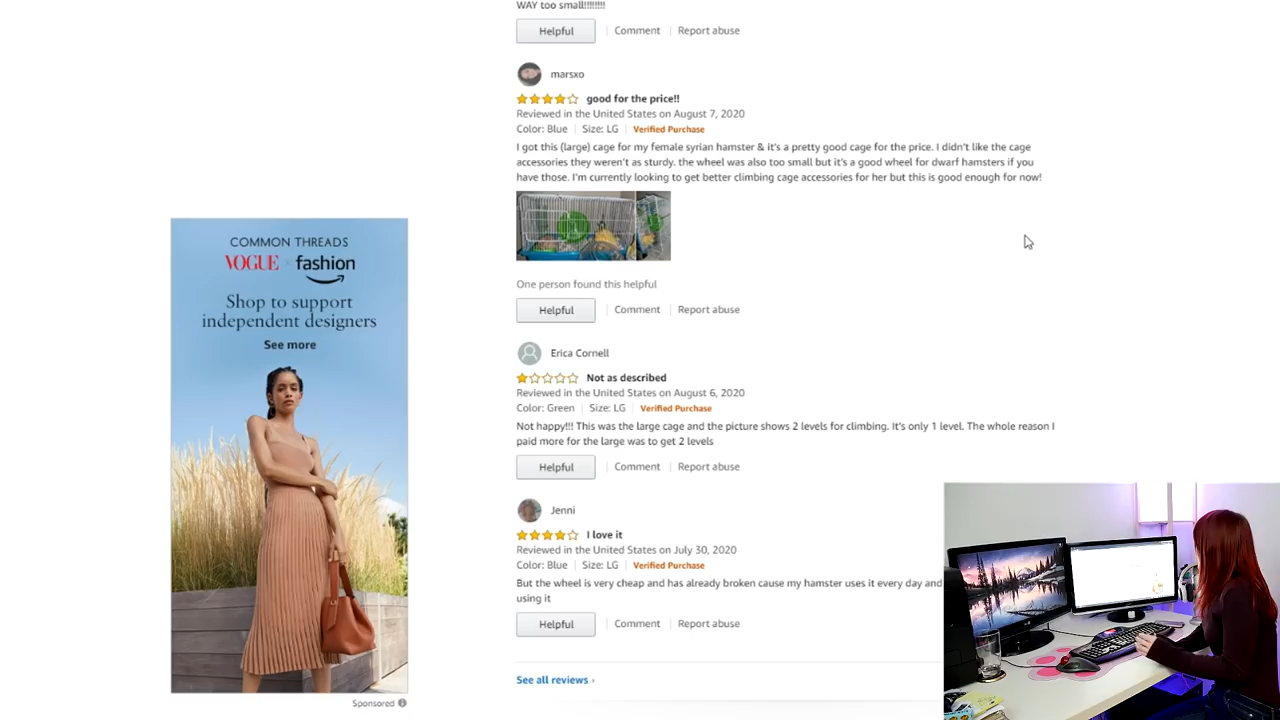 WAY too small!!!!!!!!
Helpful
Comment
Report abuse
marsxo
good for the price!!
Reviewed in the United States on August 7, 2020
Color: Blue
Size: LG
Verified Purchase
I got this (large) cage for my female syrian hamster & it's a pretty good cage for the price. I didn't like the cage
accessories they weren't as sturdy. the wheel was also too small but it's a good wheel for dwarf hamsters if you
have those. I'm currently looking to get better climbing cage accessories for her but this is good enough for now!
One person found this helpful
Helpful
Comment
Report abuse
Erica Cornell
Not as described
Reviewed in the United States on August 6, 2020
Color: Green
Size: LG
Verified Purchase
Not happy!!! This was the large cage and the picture shows 2 levels for climbing. It's only 1 level. The whole reason I
paid more for the large was to get 2 levels
Helpful
Comment
Report abuse
Jenni
I love it
Reviewed in the United States on July 30, 2020
Color: Blue
Size: LG
Verified Purchase
But the wheel is very cheap and has already broken cause my hamster uses it every day and
using it
Helpful
Comment
Report abuse
See all reviews ›
COMMON THREADS
VOGUE × fashion
Shop to support
independent designers
See more
Sponsored